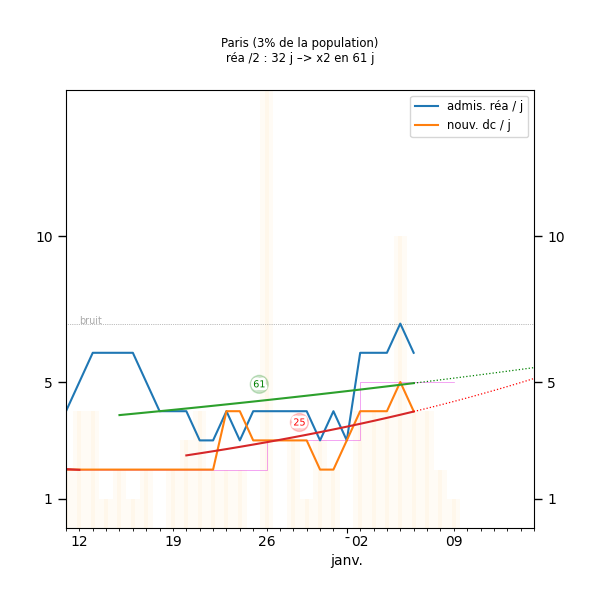 Paris (3% de la population)
réa /2 : 32 j –> x2 en 61 j
admis. réa / j
nouv. dc / j
10
10
bruit
61
5
5
25
1
1
12
19
26
02
09
janv.